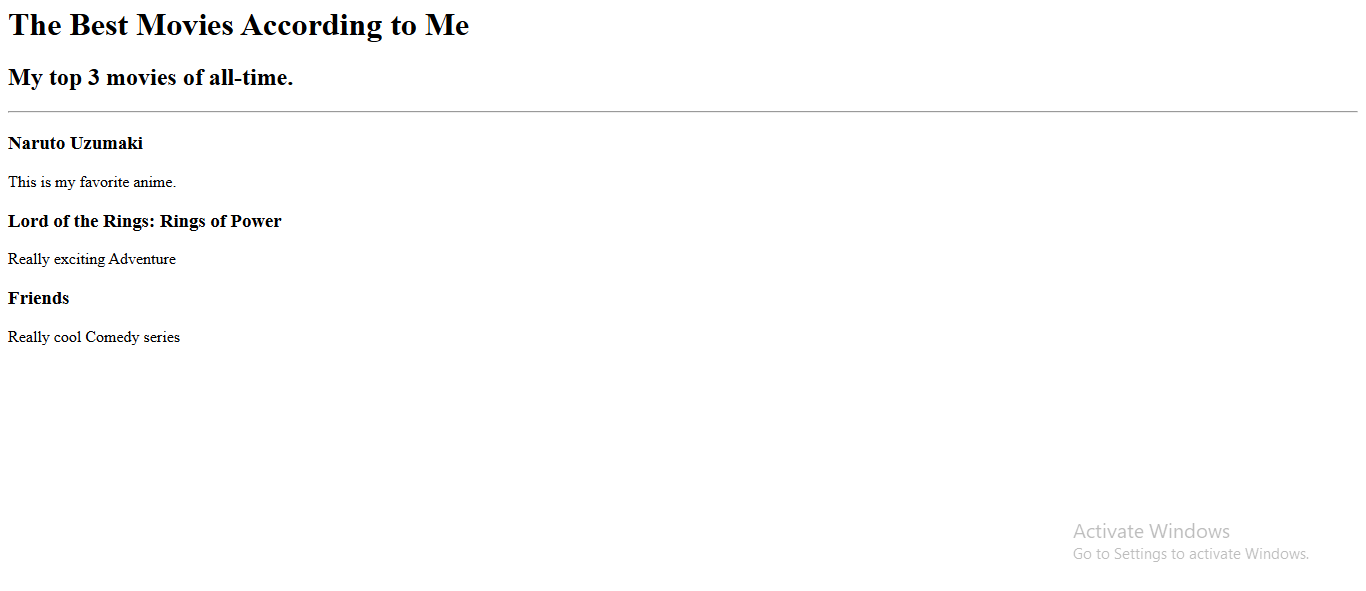 The Best Movies According to Me
My top 3 movies of all-time.
Naruto Uzumaki
This is my favorite anime.
Lord of the Rings: Rings of Power
Really exciting Adventure
Friends
Really cool Comedy series
Activate Windows
Go to Settings to activate Windows.